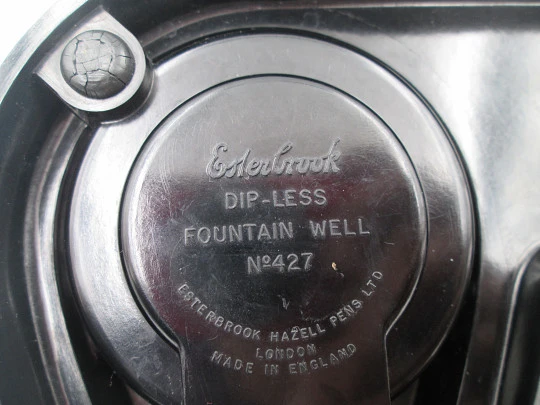 Esterbrook
DIP-LESS
FOUNTAIN WELL
Nº427
ESTERBROOK HAZELL PENS LTD
LONDON
MADE IN ENGLAND